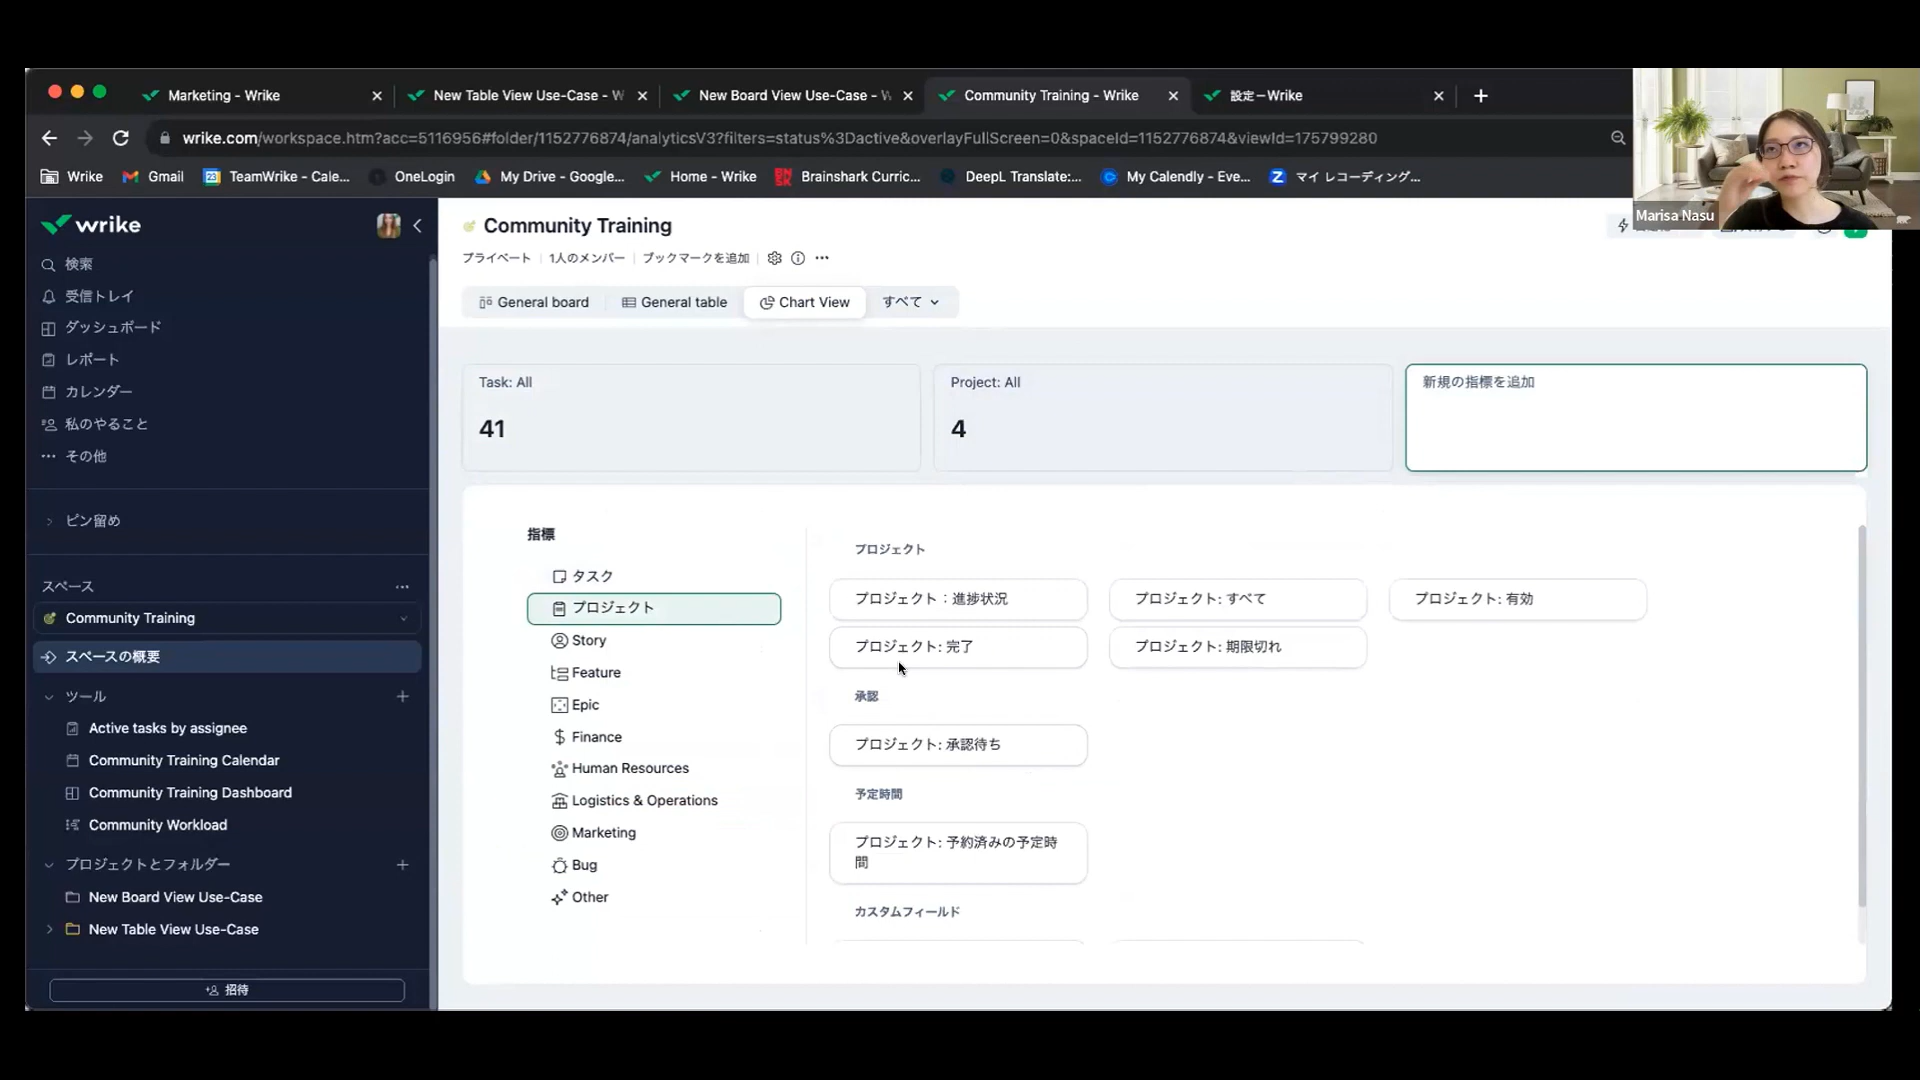 Marketing - Wrike
New Table View Use-Case - W
New Board View Use-Case - W
Community Training - Wrike
設定－Wrike
wrike.com/workspace.htm?acc=5116956#folder/1152776874/analyticsV3?filters=status%3Dactive&overlayFullScreen=0&spaceId=1152776874&viewId=175799280
Wrike
Gmail
TeamWrike - Cale...
OneLogin
My Drive - Google...
Home - Wrike
Brainshark Curric...
DeepL Translate:...
My Calendly - Eve...
マイ レコーディング...
Marisa Nasu
wrike
検索
受信トレイ
ダッシュボード
レポート
カレンダー
私のやること
その他
ピン留め
スペース
Community Training
スペースの概要
ツール
Active tasks by assignee
Community Training Calendar
Community Training Dashboard
Community Workload
プロジェクトとフォルダー
New Board View Use-Case
New Table View Use-Case
招待
Community Training
プライベート
1人のメンバー
ブックマークを追加
General board
General table
Chart View
すべて
Task: All
41
Project: All
4
新規の指標を追加
指標
タスク
プロジェクト
Story
Feature
Epic
Finance
Human Resources
Logistics & Operations
Marketing
Bug
Other
プロジェクト
プロジェクト：進捗状況
プロジェクト: すべて
プロジェクト: 有効
プロジェクト: 完了
プロジェクト: 期限切れ
承認
プロジェクト: 承認待ち
予定時間
プロジェクト: 予約済みの予定時
間
カスタムフィールド